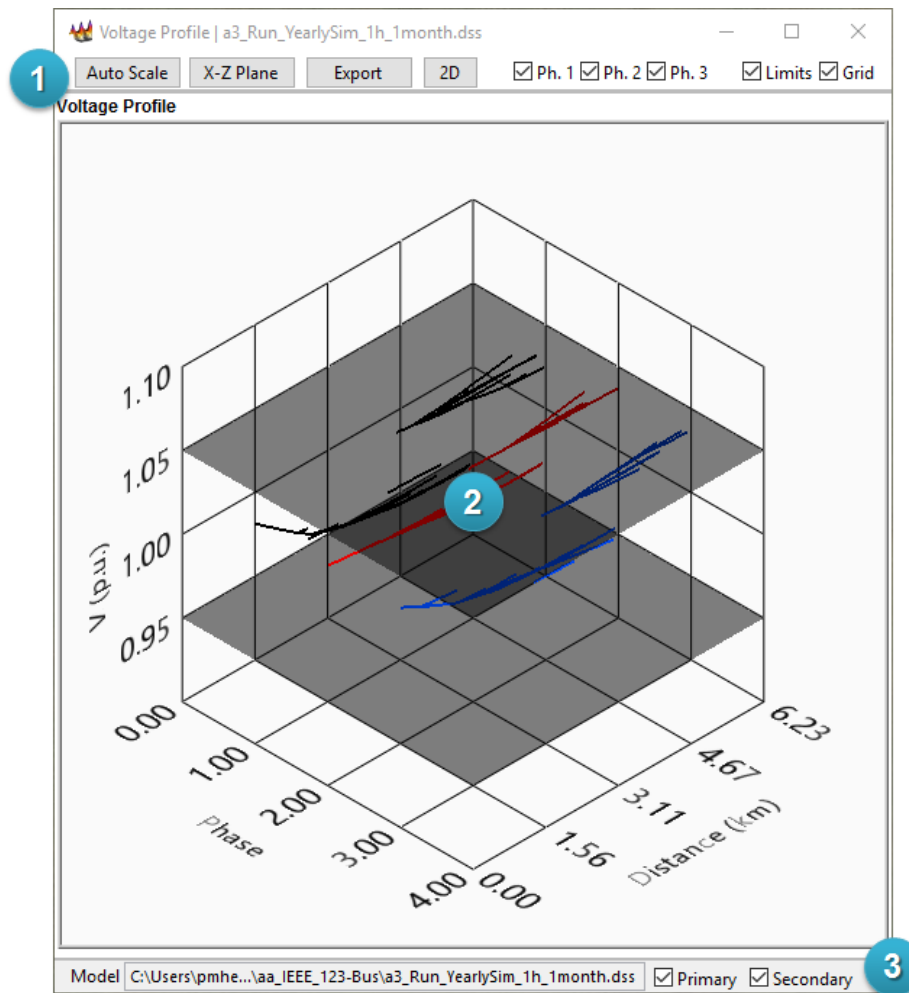 Voltage Profile | a3_Run_YearlySim_1h_1month.dss
1
Auto Scale X-Z Plane Export 2D Ph. 1 Ph. 2 Ph. 3 Limits Grid
Voltage Profile
1.10
1.05
1.00
0.95
V (p.u.)
2
0.00
1.00
2.00
3.00
4.00
Phase
0.00
1.56
3.11
4.67
6.23
Distance (km)
Model C:\Users\pmhe...\aa_IEEE_123-Bus\a3_Run_YearlySim_1h_1month.dss Primary Secondary
3